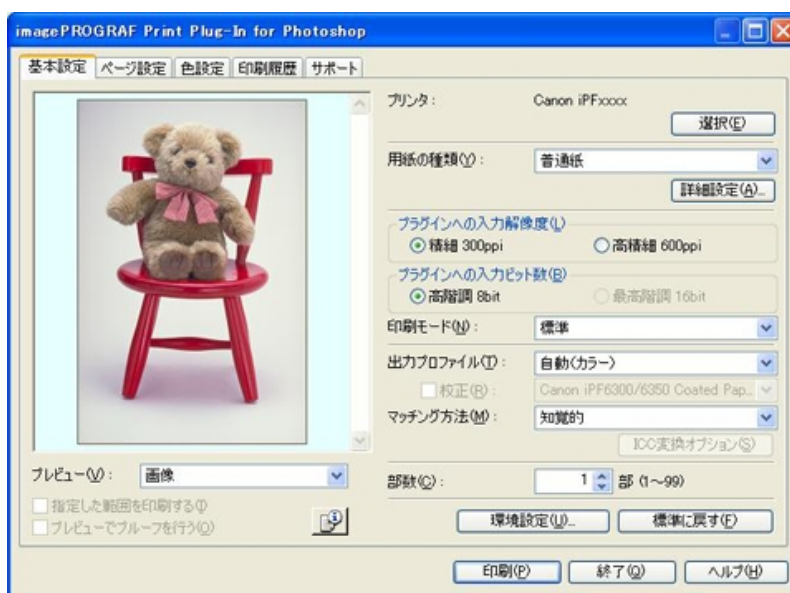 imagePROGRAF Print Plug-In for Photoshop
基本設定 ページ設定 色設定 印刷履歴 サポート
プリンタ: Canon iPFxxxx
選択(E)
用紙の種類(Y): 普通紙
詳細設定(A)...
プラグインへの入力解像度(L)
精細 300ppi 高精細 600ppi
プラグインへの入力ビット数(B)
高階調 8bit 最高階調 16bit
印刷モード(N): 標準
出力プロファイル(T): 自動(カラー)
校正(R): Canon iPF6300/6350 Coated Pap...
マッチング方法(M): 知覚的
ICC変換オプション(S)
プレビュー(V): 画像
指定した範囲を印刷する(I)
プレビューでプルーフを行う(O)
部数(C): 1 部 (1~99)
環境設定(U)... 標準に戻す(F)
印刷(P) 終了(Q) ヘルプ(H)